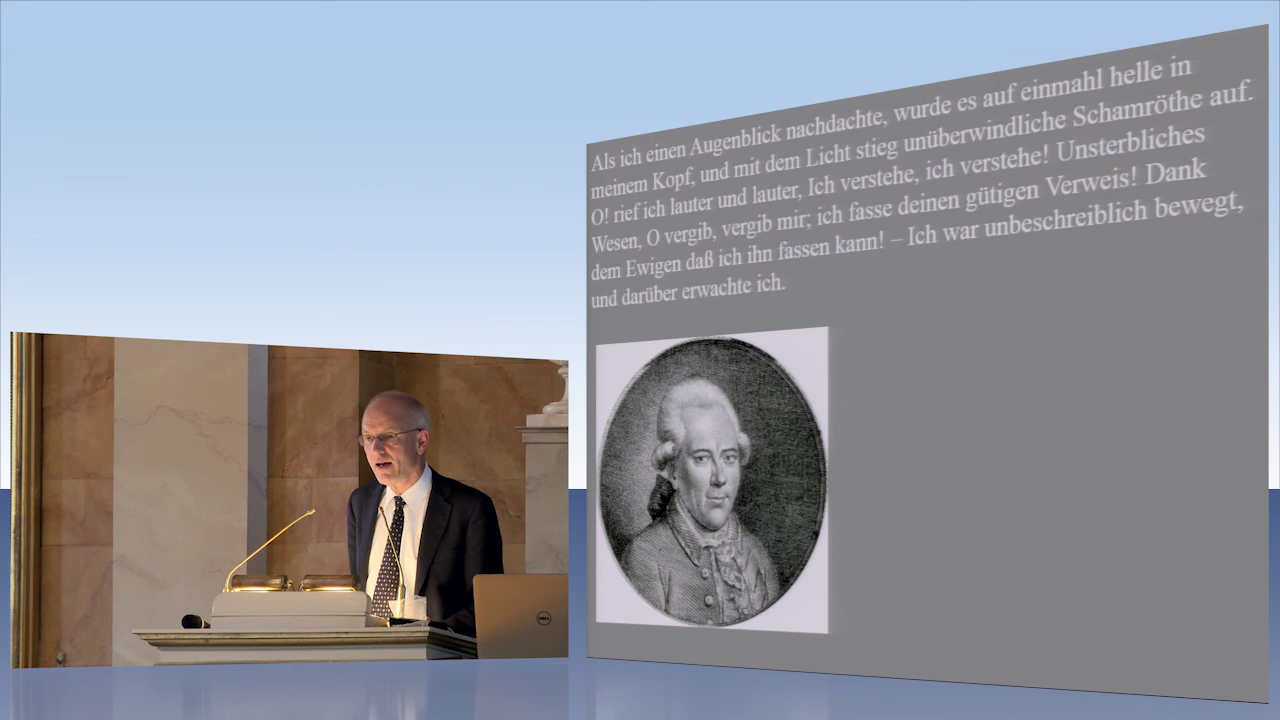 Als ich einen Augenblick nachdachte, wurde es auf einmahl helle in
meinem Kopf, und mit dem Licht stieg unüberwindliche Schamröthe auf.
O! rief ich lauter und lauter, Ich verstehe, ich verstehe! Unsterbliches
Wesen, O vergib, vergib mir; ich fasse deinen gütigen Verweis! Dank
dem Ewigen daß ich ihn fassen kann! – Ich war unbeschreiblich bewegt,
und darüber erwachte ich.
DELL